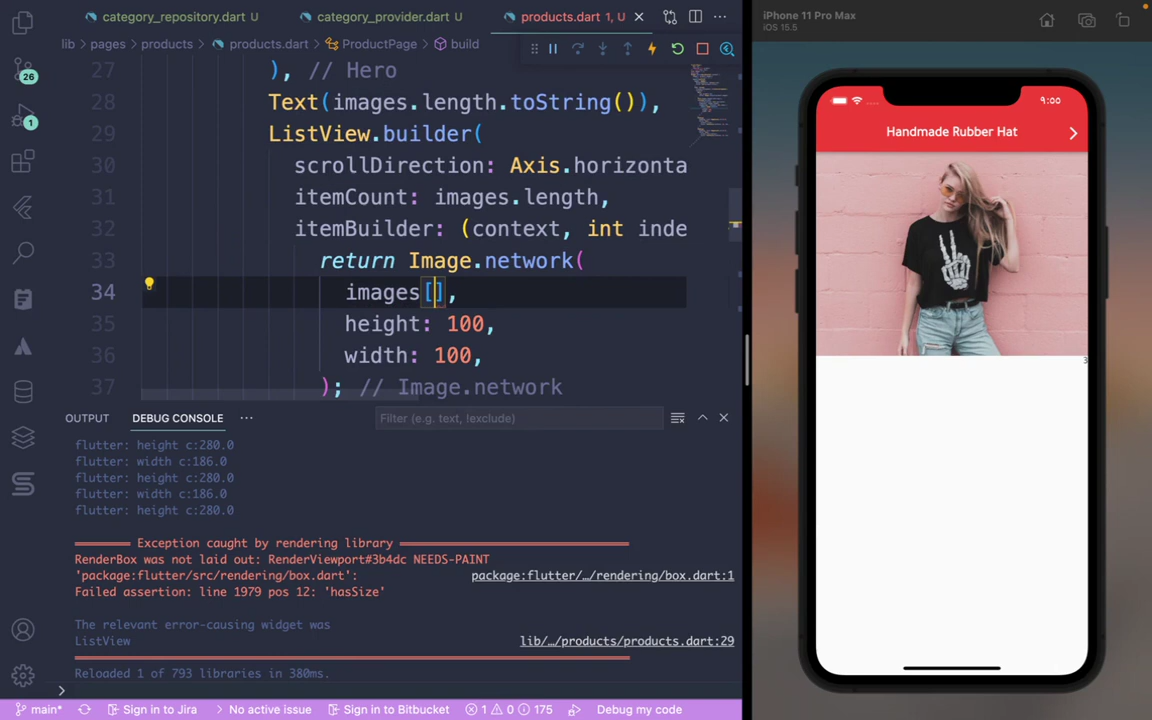 category_repository.dart U
category_provider.dart U
products.dart 1, U
lib > pages > products > products.dart > ProductPage > build
27 ), // Hero
28 Text(images.length.toString()),
29 ListView.builder(
30 scrollDirection: Axis.horizonta
31 itemCount: images.length,
32 itemBuilder: (context, int inde
33 return Image.network(
34 images[],
35 height: 100,
36 width: 100,
37 ); // Image.network
26
1
OUTPUT DEBUG CONSOLE ... Filter (e.g. text, !exclude)
flutter: height c:280.0
flutter: width c:186.0
flutter: height c:280.0
flutter: width c:186.0
flutter: height c:280.0
Exception caught by rendering library
RenderBox was not laid out: RenderViewport#3b4dc NEEDS-PAINT
'package:flutter/src/rendering/box.dart': package:flutter/…/rendering/box.dart:1
Failed assertion: line 1979 pos 12: 'hasSize'
The relevant error-causing widget was
ListView lib/…/products/products.dart:29
Reloaded 1 of 793 libraries in 380ms.
main* Sign in to Jira No active issue Sign in to Bitbucket 1 0 175 Debug my code
iPhone 11 Pro Max
iOS 15.5
9:00
Handmade Rubber Hat
3